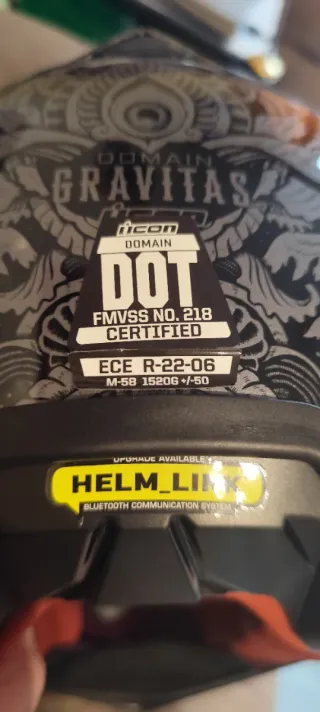 DOMAIN
GRAVITAS
ICON
ICON
DOMAIN
DOT
FMVSS NO. 218
CERTIFIED
ECE R-22-06
M-58 1520G +/-50
UPGRADE AVAILABLE
HELM_LINK
BLUETOOTH COMMUNICATION SYSTEM